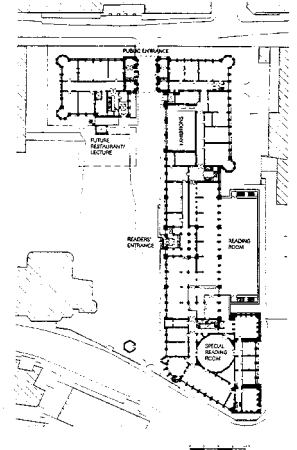 PUBLIC ENTRANCE
EXHIBITIONS
FUTURE
RESTAURANT/
LECTURE
READERS'
ENTRANCE
READING
ROOM
SPECIAL
READING
ROOM